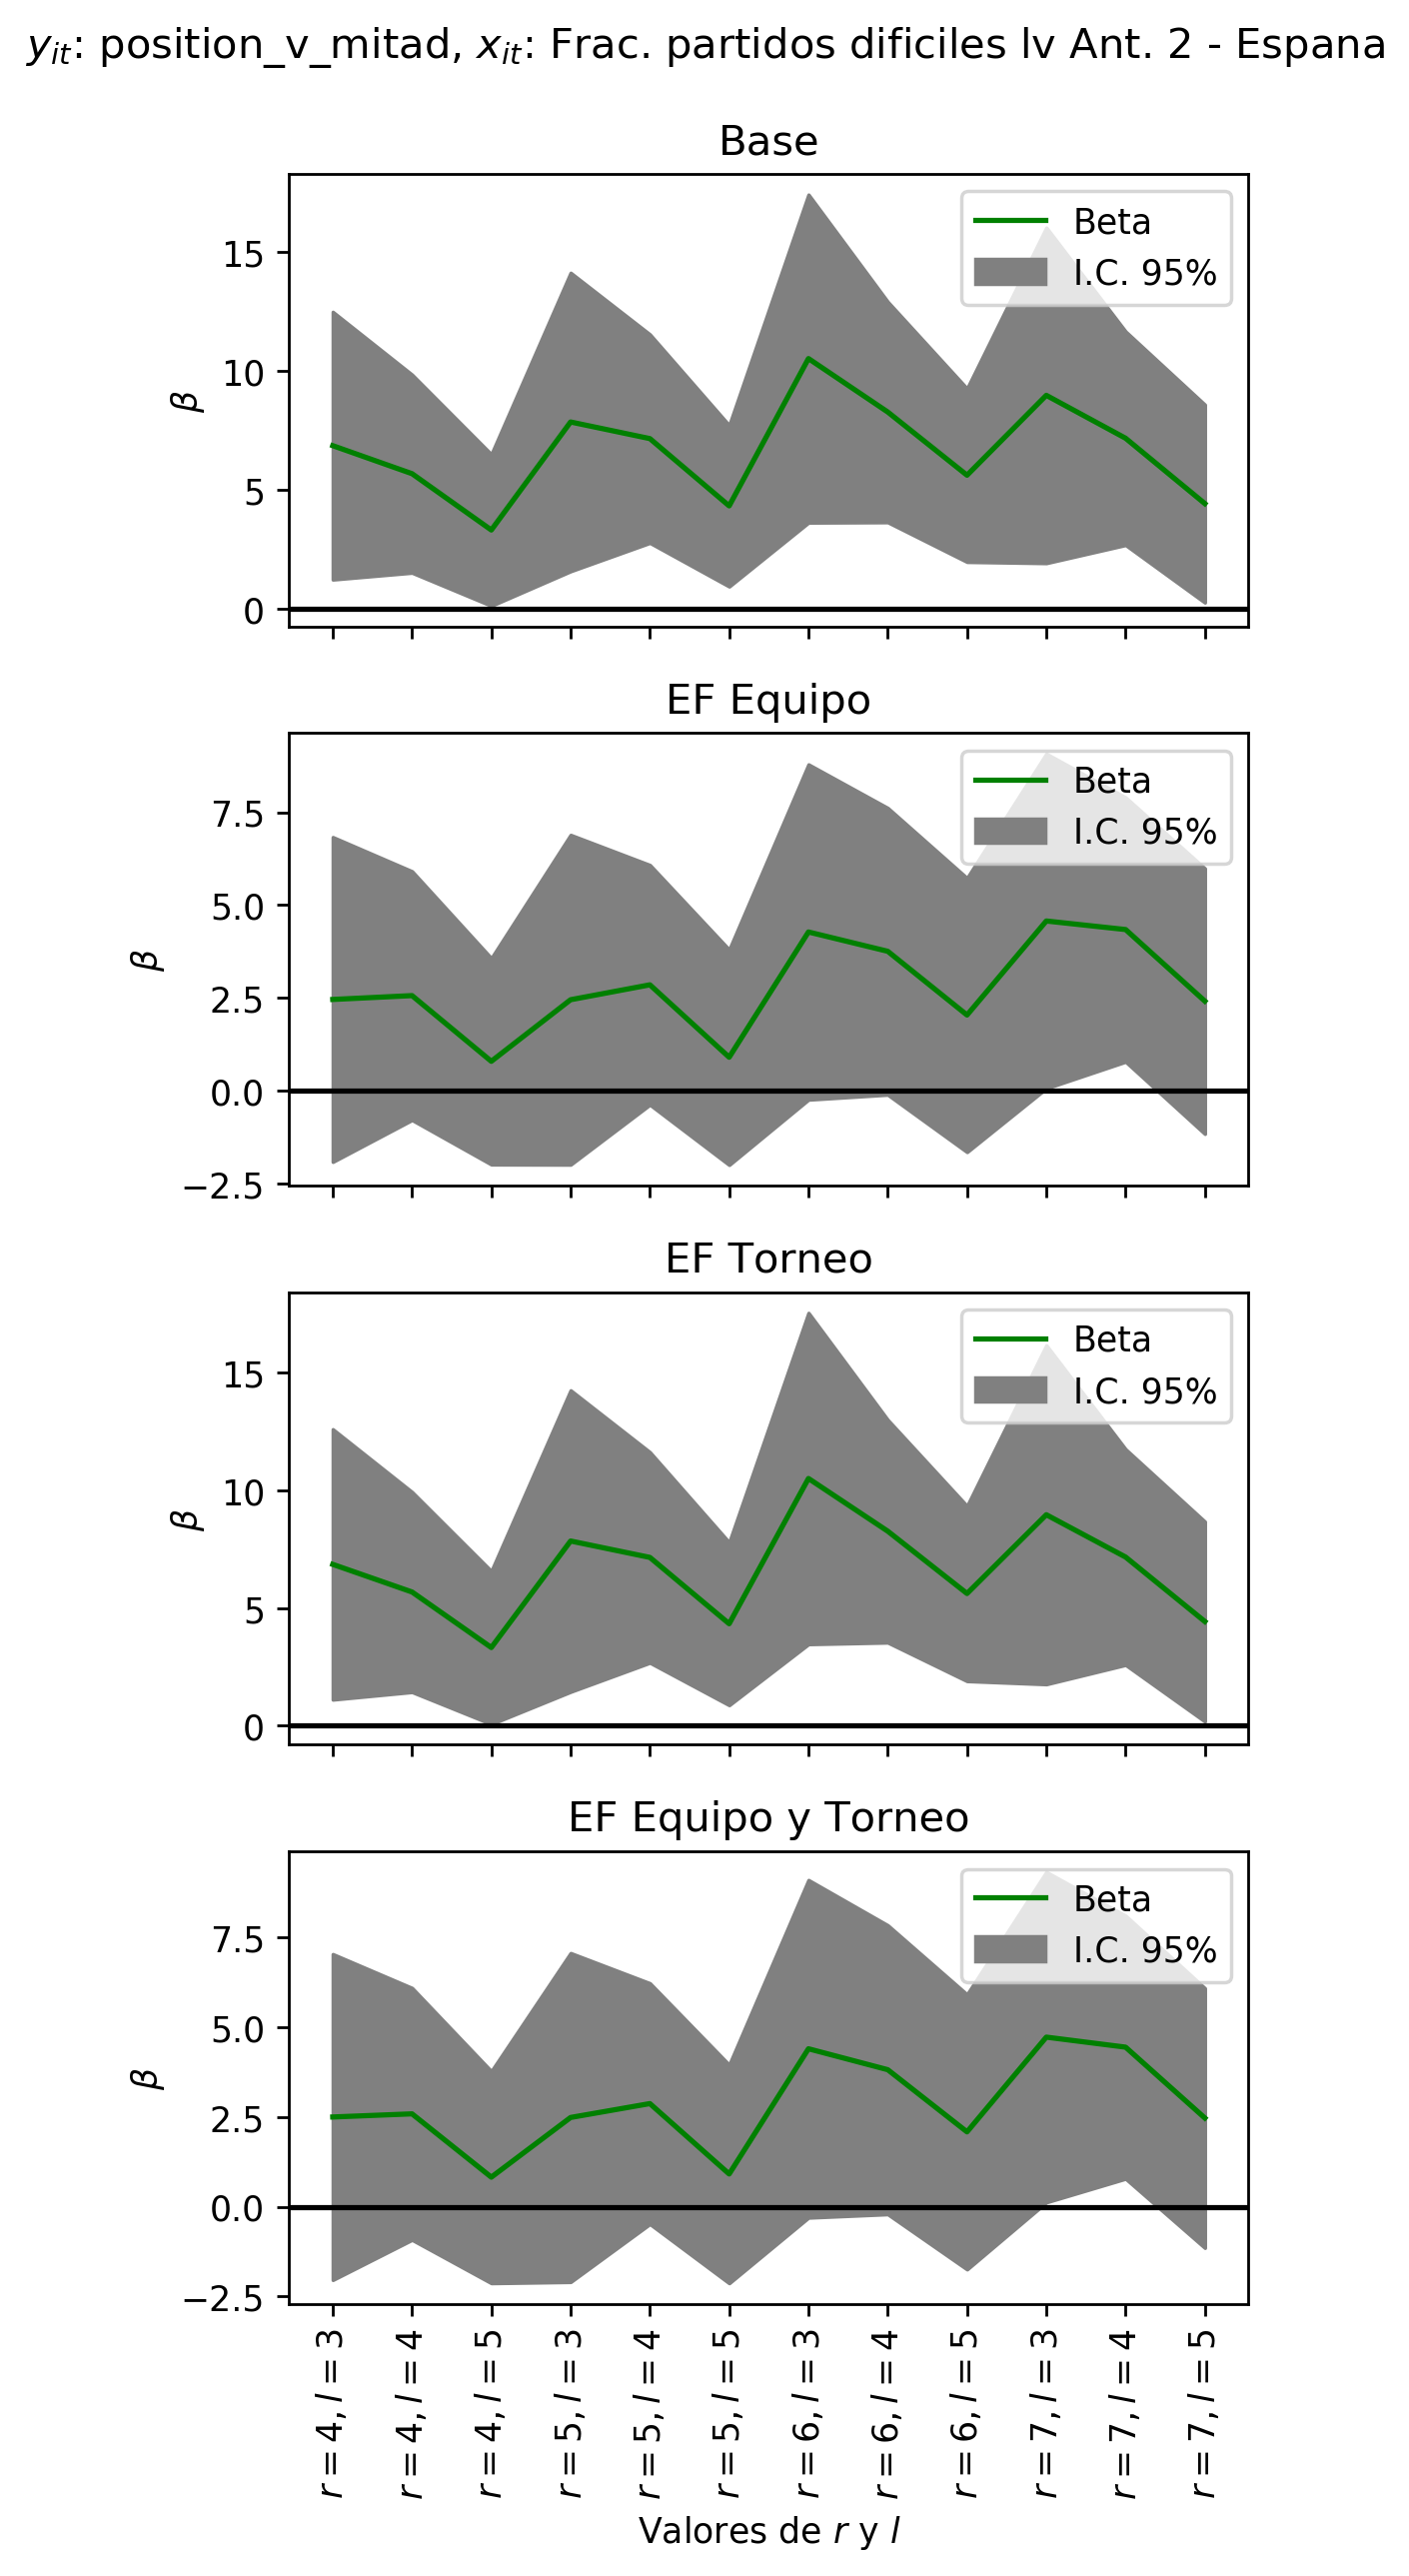 y_it: position_v_mitad, x_it: Frac. partidos dificiles lv Ant. 2 - Espana
Base
Beta
I.C. 95%
15
10
5
0
β
EF Equipo
Beta
I.C. 95%
7.5
5.0
2.5
0.0
−2.5
β
EF Torneo
Beta
I.C. 95%
15
10
5
0
β
EF Equipo y Torneo
Beta
I.C. 95%
7.5
5.0
2.5
0.0
−2.5
β
r = 4, l = 3
r = 4, l = 4
r = 4, l = 5
r = 5, l = 3
r = 5, l = 4
r = 5, l = 5
r = 6, l = 3
r = 6, l = 4
r = 6, l = 5
r = 7, l = 3
r = 7, l = 4
r = 7, l = 5
Valores de r y l